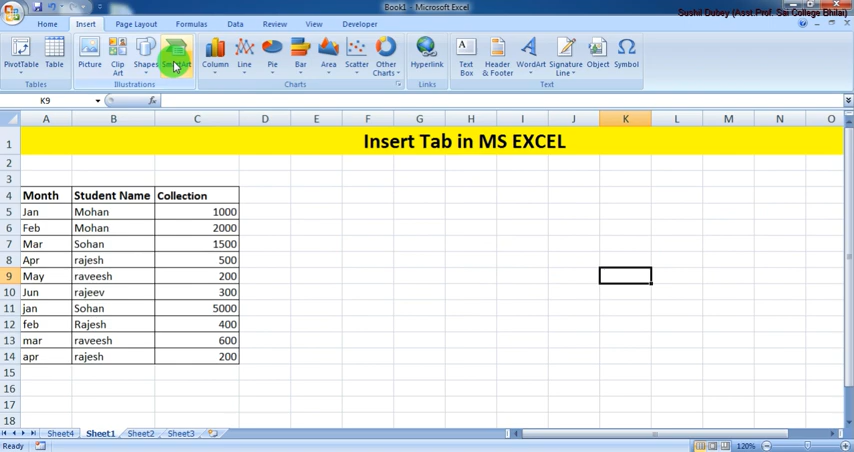 Book1 - Microsoft Excel
Sushil Dubey (Asst.Prof. Sai College Bhilai)
Home Insert Page Layout Formulas Data Review View Developer
PivotTable Table Picture Clip Art Shapes SmartArt Column Line Pie Bar Area Scatter Other Charts Hyperlink Text Box Header & Footer WordArt Signature Line Object Symbol
Tables Illustrations Charts Links Text
K9 fx
A B C D E F G H I J K L M N O
1 Insert Tab in MS EXCEL
2
3
4 Month Student Name Collection
5 Jan Mohan 1000
6 Feb Mohan 2000
7 Mar Sohan 1500
8 Apr rajesh 500
9 May raveesh 200
10 Jun rajeev 300
11 jan Sohan 5000
12 feb Rajesh 400
13 mar raveesh 600
14 apr rajesh 200
15
16
17
18
Sheet4 Sheet1 Sheet2 Sheet3
Ready 120%